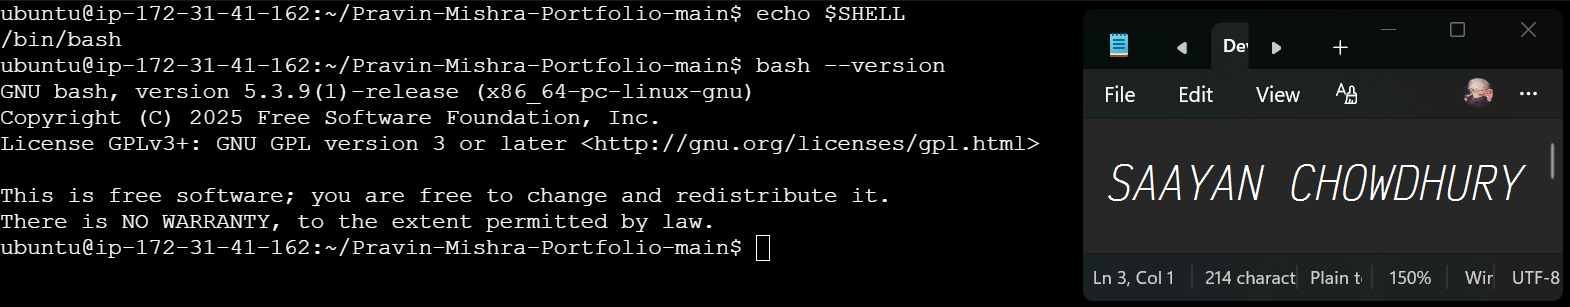 ubuntu@ip-172-31-41-162:~/Pravin-Mishra-Portfolio-main$ echo $SHELL
/bin/bash
ubuntu@ip-172-31-41-162:~/Pravin-Mishra-Portfolio-main$ bash --version
GNU bash, version 5.3.9(1)-release (x86_64-pc-linux-gnu)
Copyright (C) 2025 Free Software Foundation, Inc.
License GPLv3+: GNU GPL version 3 or later <http://gnu.org/licenses/gpl.html>
This is free software; you are free to change and redistribute it.
There is NO WARRANTY, to the extent permitted by law.
ubuntu@ip-172-31-41-162:~/Pravin-Mishra-Portfolio-main$
File Edit View
SAAYAN CHOWDHURY
Ln 3, Col 1 214 charact Plain 150% UTF-8